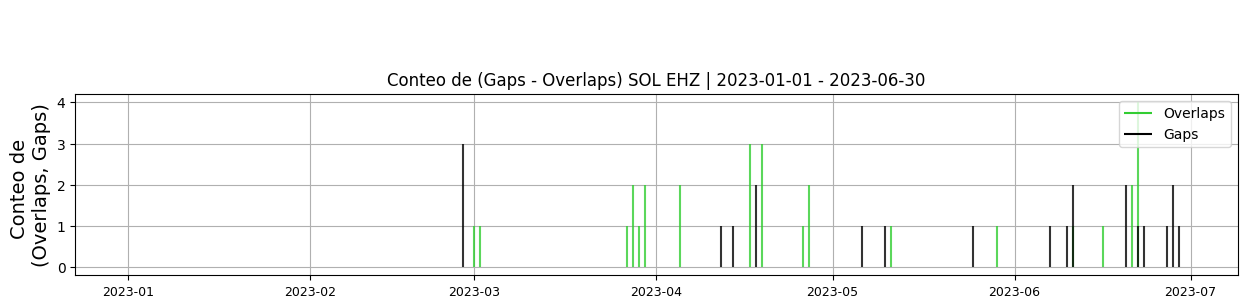 Conteo de (Gaps - Overlaps) SOL EHZ | 2023-01-01 - 2023-06-30
Conteo de
(Overlaps, Gaps)
4
3
2
1
0
Overlaps
Gaps
2023-01
2023-02
2023-03
2023-04
2023-05
2023-06
2023-07